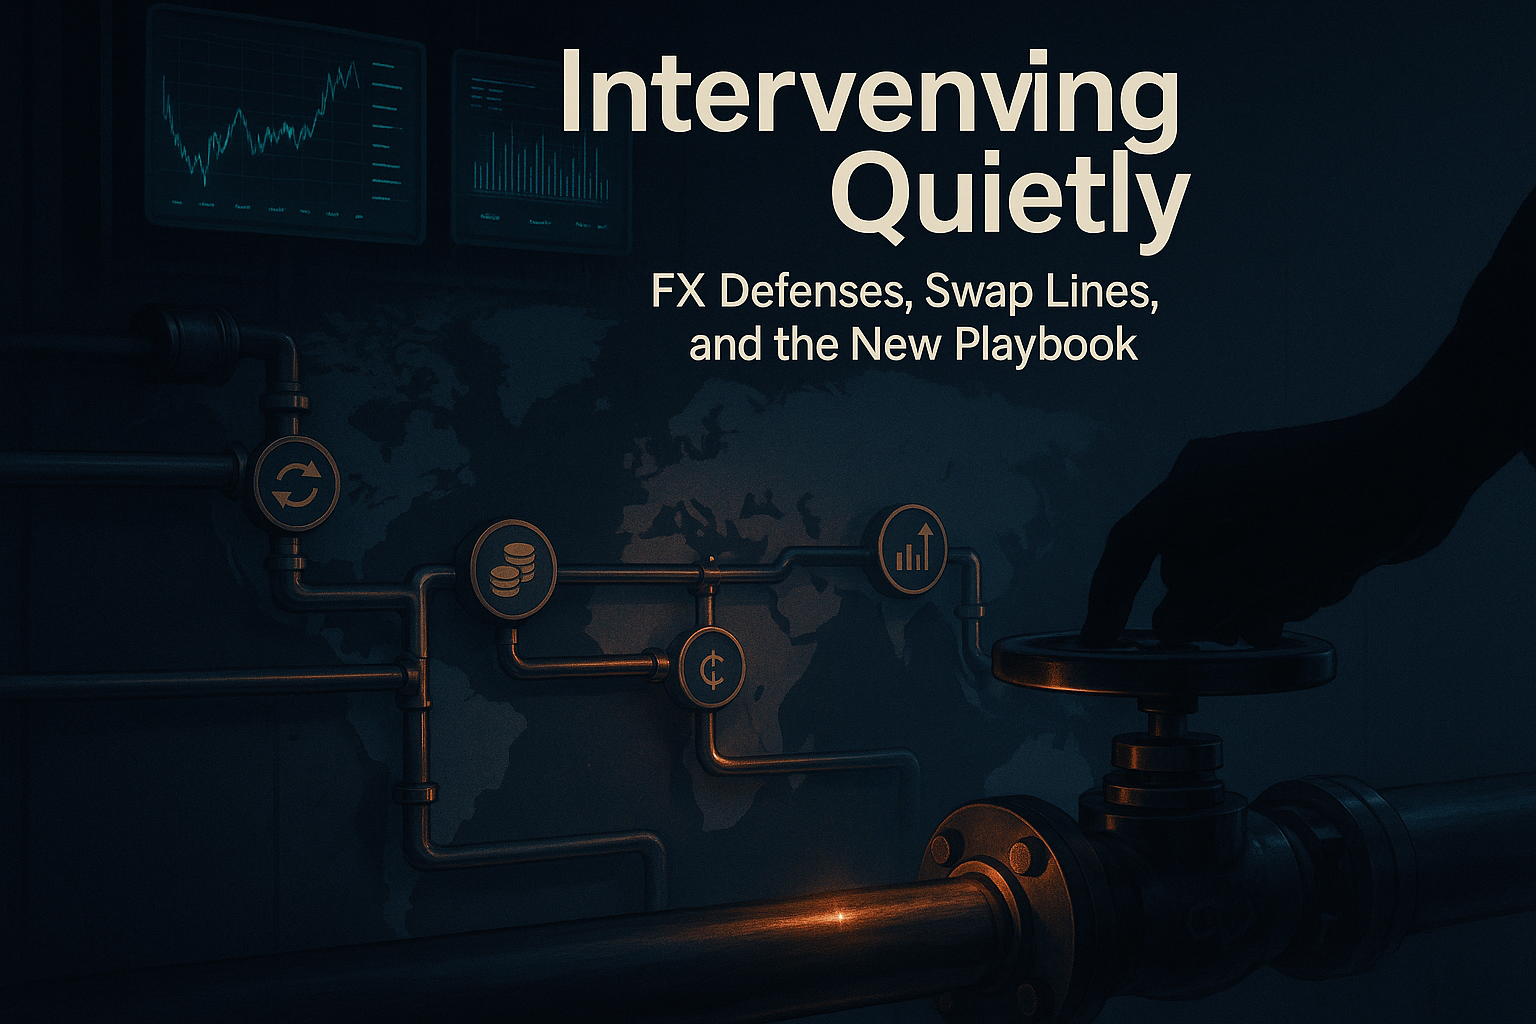 Intervenving
Quietly
FX Defenses, Swap Lines,
and the New Playbook
₵